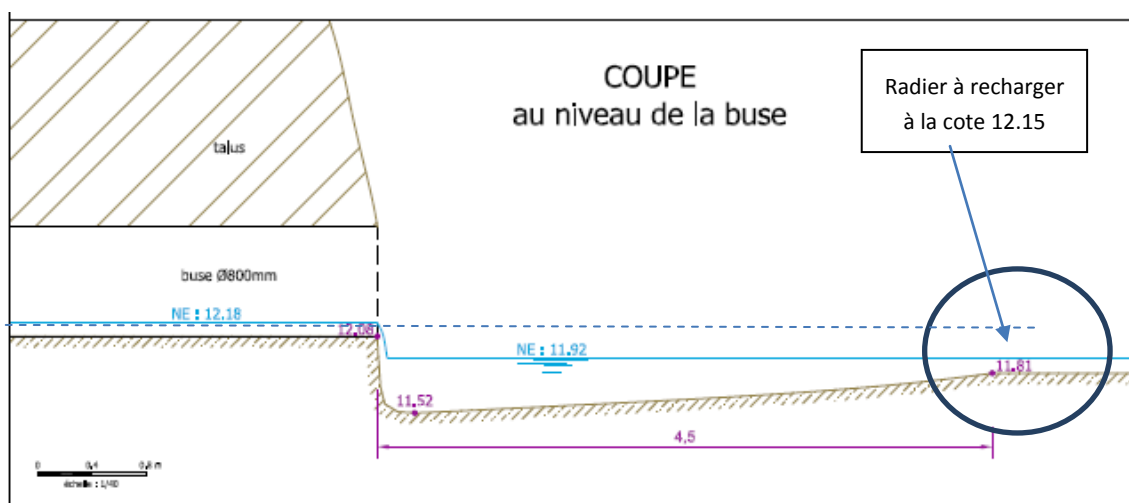 COUPE
au niveau de la buse
Radier à recharger
à la cote 12.15
talus
buse Ø800mm
NE : 12.18
12.08
NE : 11.92
11.81
11.52
4.5
0 0.4 0.8 m
échelle : 1/40